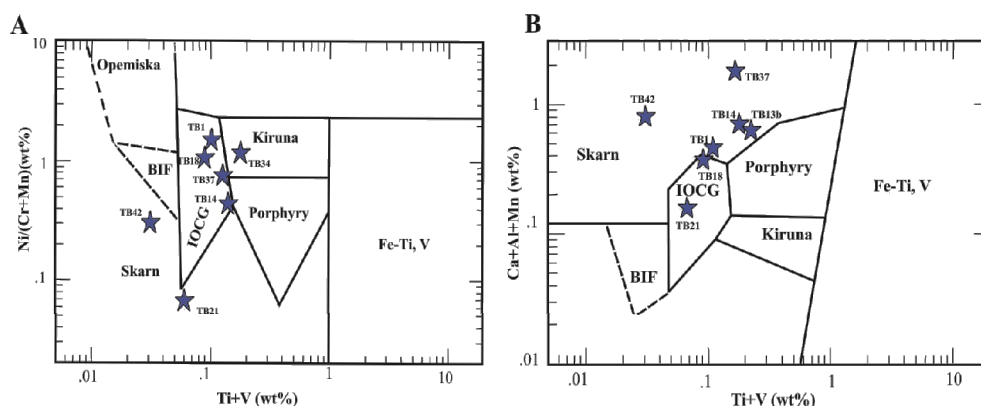 A
10
1
.1
Ni/(Cr+Mn)(wt%)
Opemiska
BIF
Skarn
IOCG
Kiruna
Porphyry
Fe-Ti, V
TB1
TB18
TB34
TB37
TB14
TB42
TB21
.01
.1
1
10
Ti+V (wt%)
B
1
0.1
.01
Ca+Al+Mn (wt%)
Skarn
BIF
IOCG
Porphyry
Kiruna
Fe-Ti, V
TB37
TB42
TB14
TB13b
TB1
TB18
TB21
.01
.1
1
10
Ti+V (wt%)